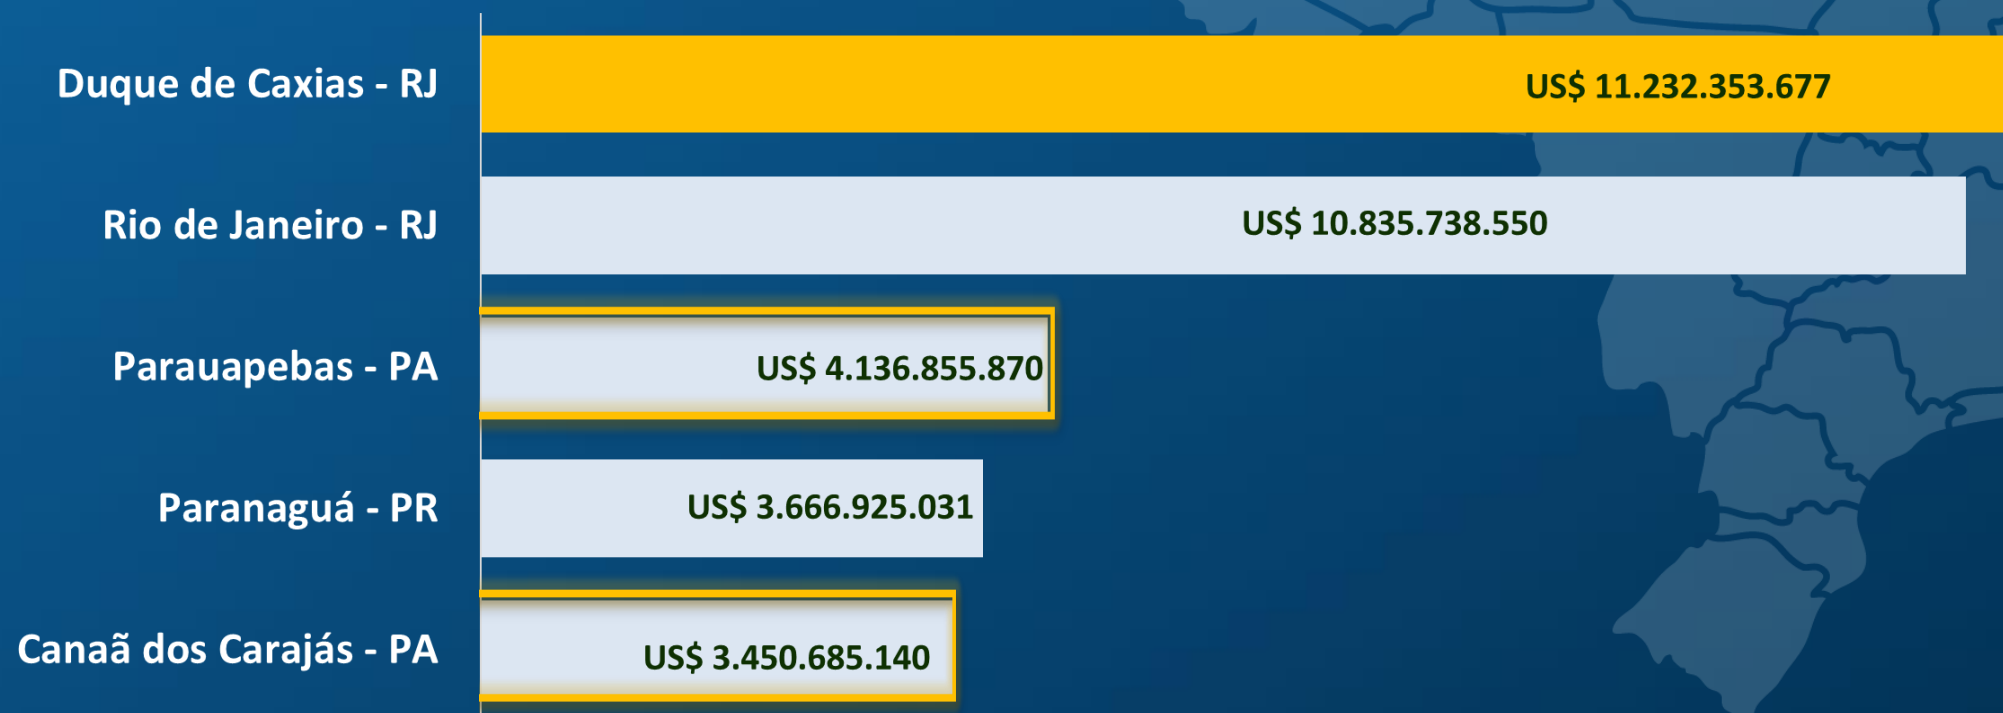 Duque de Caxias - RJ
US$ 11.232.353.677
Rio de Janeiro - RJ
US$ 10.835.738.550
Parauapebas - PA
US$ 4.136.855.870
Paranaguá - PR
US$ 3.666.925.031
Canaã dos Carajás - PA
US$ 3.450.685.140